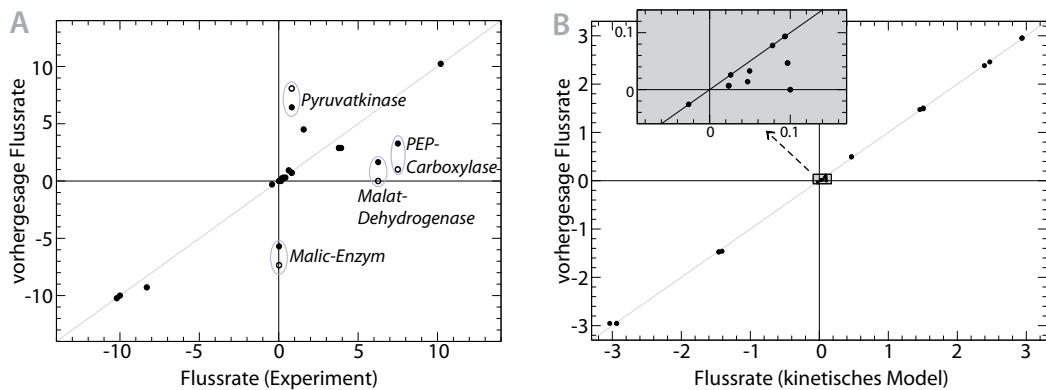 A
vorhergesage Flussrate
10
5
0
-5
-10
Pyruvatkinase
PEP-
Carboxylase
Malat-
Dehydrogenase
Malic-Enzym
-10
-5
0
5
10
Flussrate (Experiment)
B
vorhergesage Flussrate
3
2
1
0
-1
-2
-3
0.1
0
0
0.1
-3
-2
-1
0
1
2
3
Flussrate (kinetisches Model)